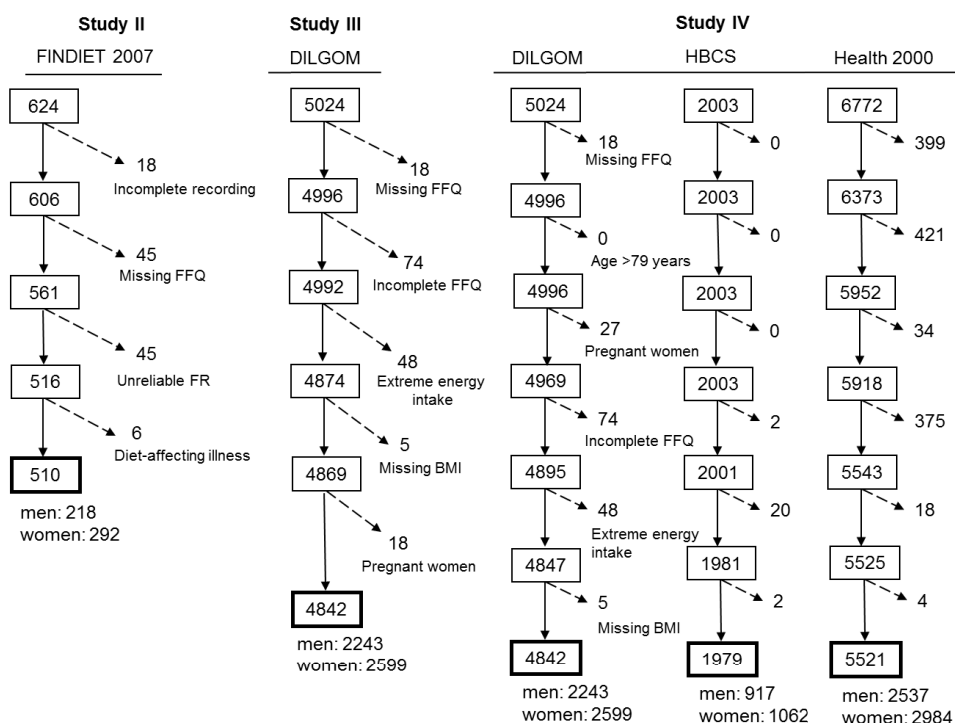 Study II
FINDIET 2007
624
18
Incomplete recording
606
45
Missing FFQ
561
45
Unreliable FR
516
6
Diet-affecting illness
510
men: 218
women: 292
Study III
DILGOM
5024
18
Missing FFQ
4996
74
Incomplete FFQ
4992
48
Extreme energy
intake
4874
5
Missing BMI
4869
18
Pregnant women
4842
men: 2243
women: 2599
Study IV
DILGOM
5024
18
Missing FFQ
4996
0
Age >79 years
4996
27
Pregnant women
4969
74
Incomplete FFQ
4895
48
Extreme energy
intake
4847
5
Missing BMI
4842
men: 2243
women: 2599
HBCS
2003
0
2003
0
2003
0
2003
2
2001
20
1981
2
1979
men: 917
women: 1062
Health 2000
6772
399
6373
421
5952
34
5918
375
5543
18
5525
4
5521
men: 2537
women: 2984